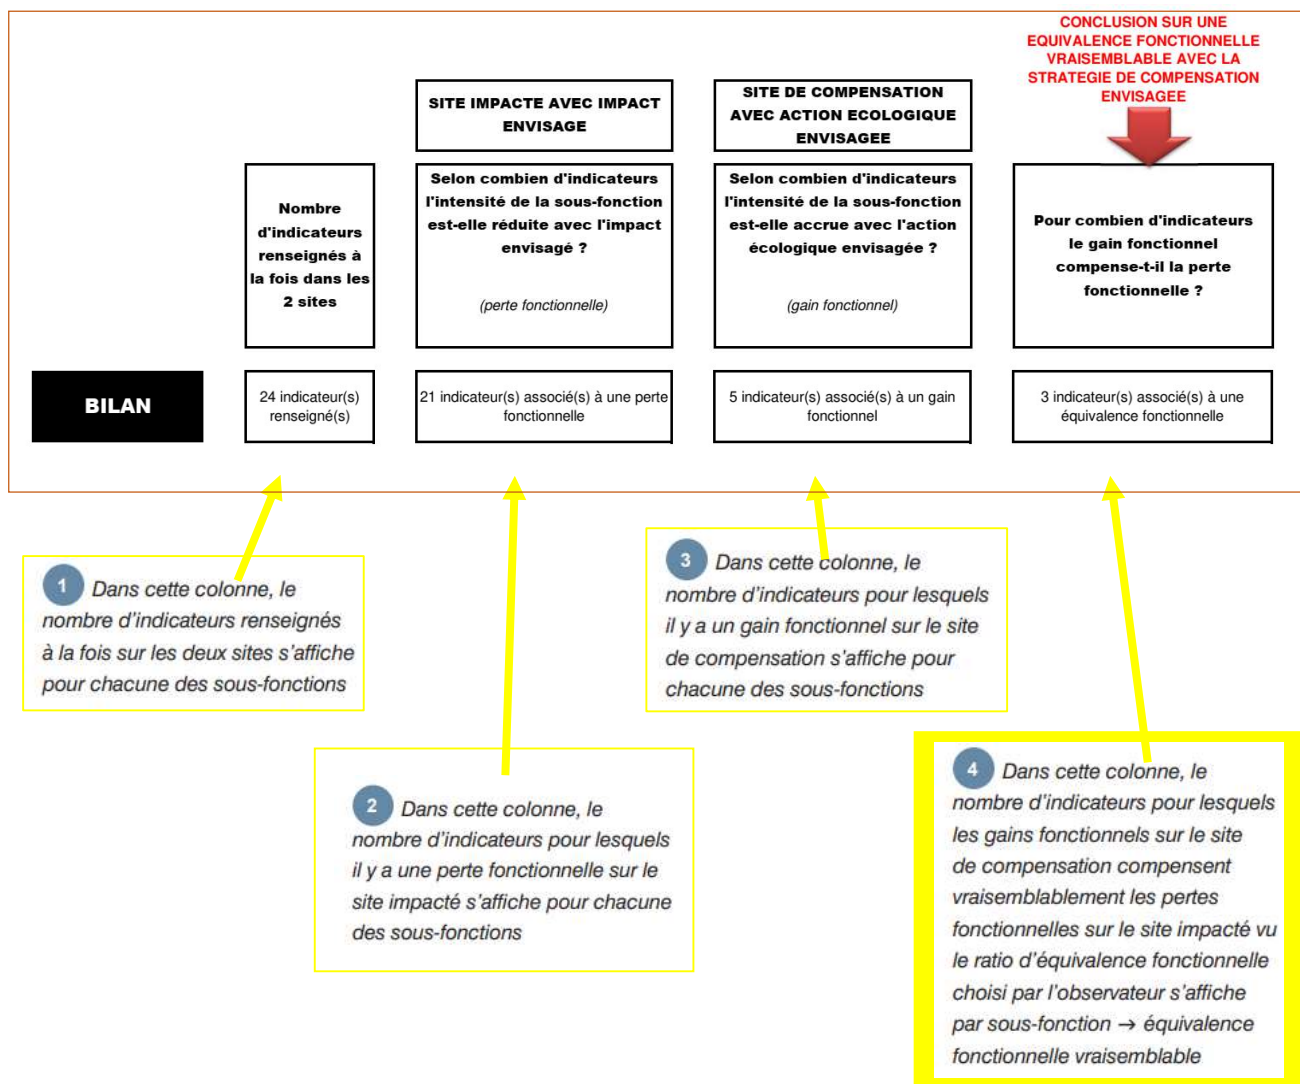 CONCLUSION SUR UNE
EQUIVALENCE FONCTIONNELLE
VRAISEMBLABLE AVEC LA
STRATEGIE DE COMPENSATION
ENVISAGEE
SITE IMPACTE AVEC IMPACT
ENVISAGE
SITE DE COMPENSATION
AVEC ACTION ECOLOGIQUE
ENVISAGEE
Nombre
d'indicateurs
renseignés à
la fois dans les
2 sites
Selon combien d'indicateurs
l'intensité de la sous-fonction
est-elle réduite avec l'impact
envisagé ?
(perte fonctionnelle)
Selon combien d'indicateurs
l'intensité de la sous-fonction
est-elle accrue avec l'action
écologique envisagée ?
(gain fonctionnel)
Pour combien d'indicateurs
le gain fonctionnel
compense-t-il la perte
fonctionnelle ?
BILAN
24 indicateur(s)
renseigné(s)
21 indicateur(s) associé(s) à une perte
fonctionnelle
5 indicateur(s) associé(s) à un gain
fonctionnel
3 indicateur(s) associé(s) à une
équivalence fonctionnelle
1 Dans cette colonne, le
nombre d'indicateurs renseignés
à la fois sur les deux sites s'affiche
pour chacune des sous-fonctions
2 Dans cette colonne, le
nombre d'indicateurs pour lesquels
il y a une perte fonctionnelle sur le
site impacté s'affiche pour chacune
des sous-fonctions
3 Dans cette colonne, le
nombre d'indicateurs pour lesquels
il y a un gain fonctionnel sur le site
de compensation s'affiche pour
chacune des sous-fonctions
4 Dans cette colonne, le
nombre d'indicateurs pour lesquels
les gains fonctionnels sur le site
de compensation compensent
vraisemblablement les pertes
fonctionnelles sur le site impacté vu
le ratio d'équivalence fonctionnelle
choisi par l'observateur s'affiche
par sous-fonction → équivalence
fonctionnelle vraisemblable